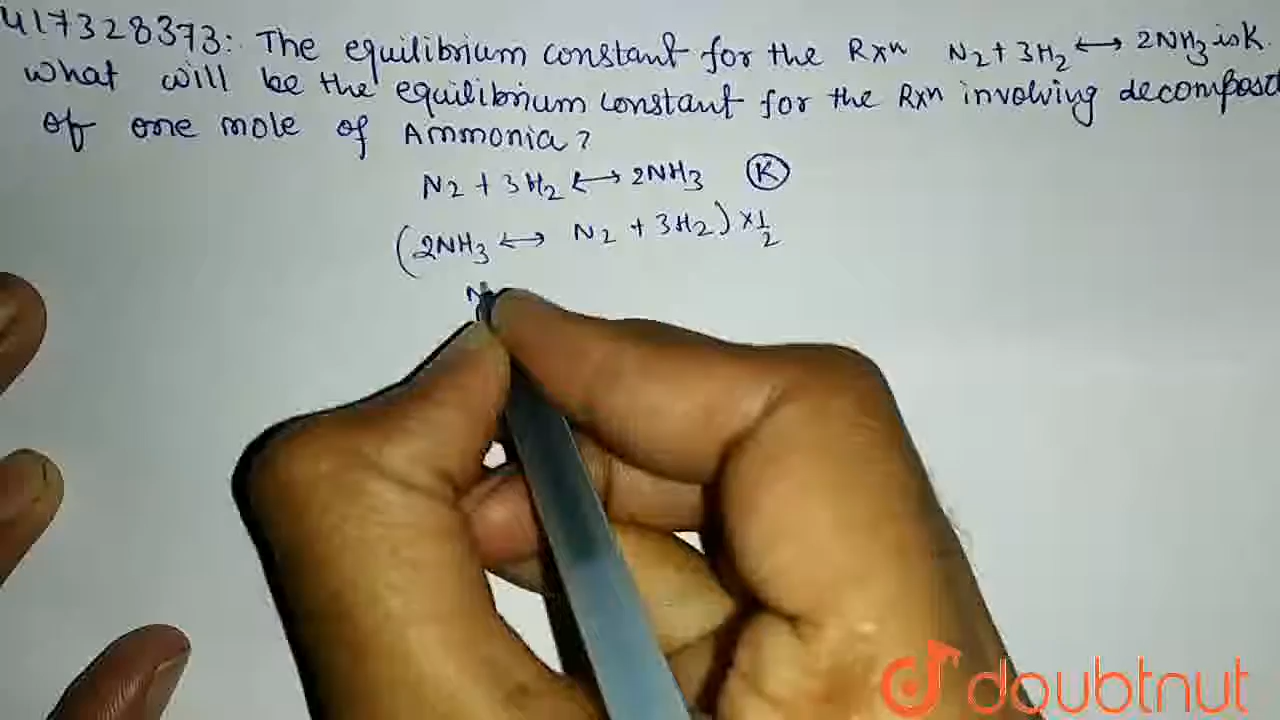 417328373: The equilibrium constant for the Rxⁿ N₂ + 3H₂ ⟷ 2NH₃ is K.
What will be the equilibrium constant for the Rxⁿ involving decomposit
of one mole of Ammonia?
N₂ + 3H₂ ⟷ 2NH₃ K
(2NH₃ ⟷ N₂ + 3H₂) × 1/2
N
doubtnut